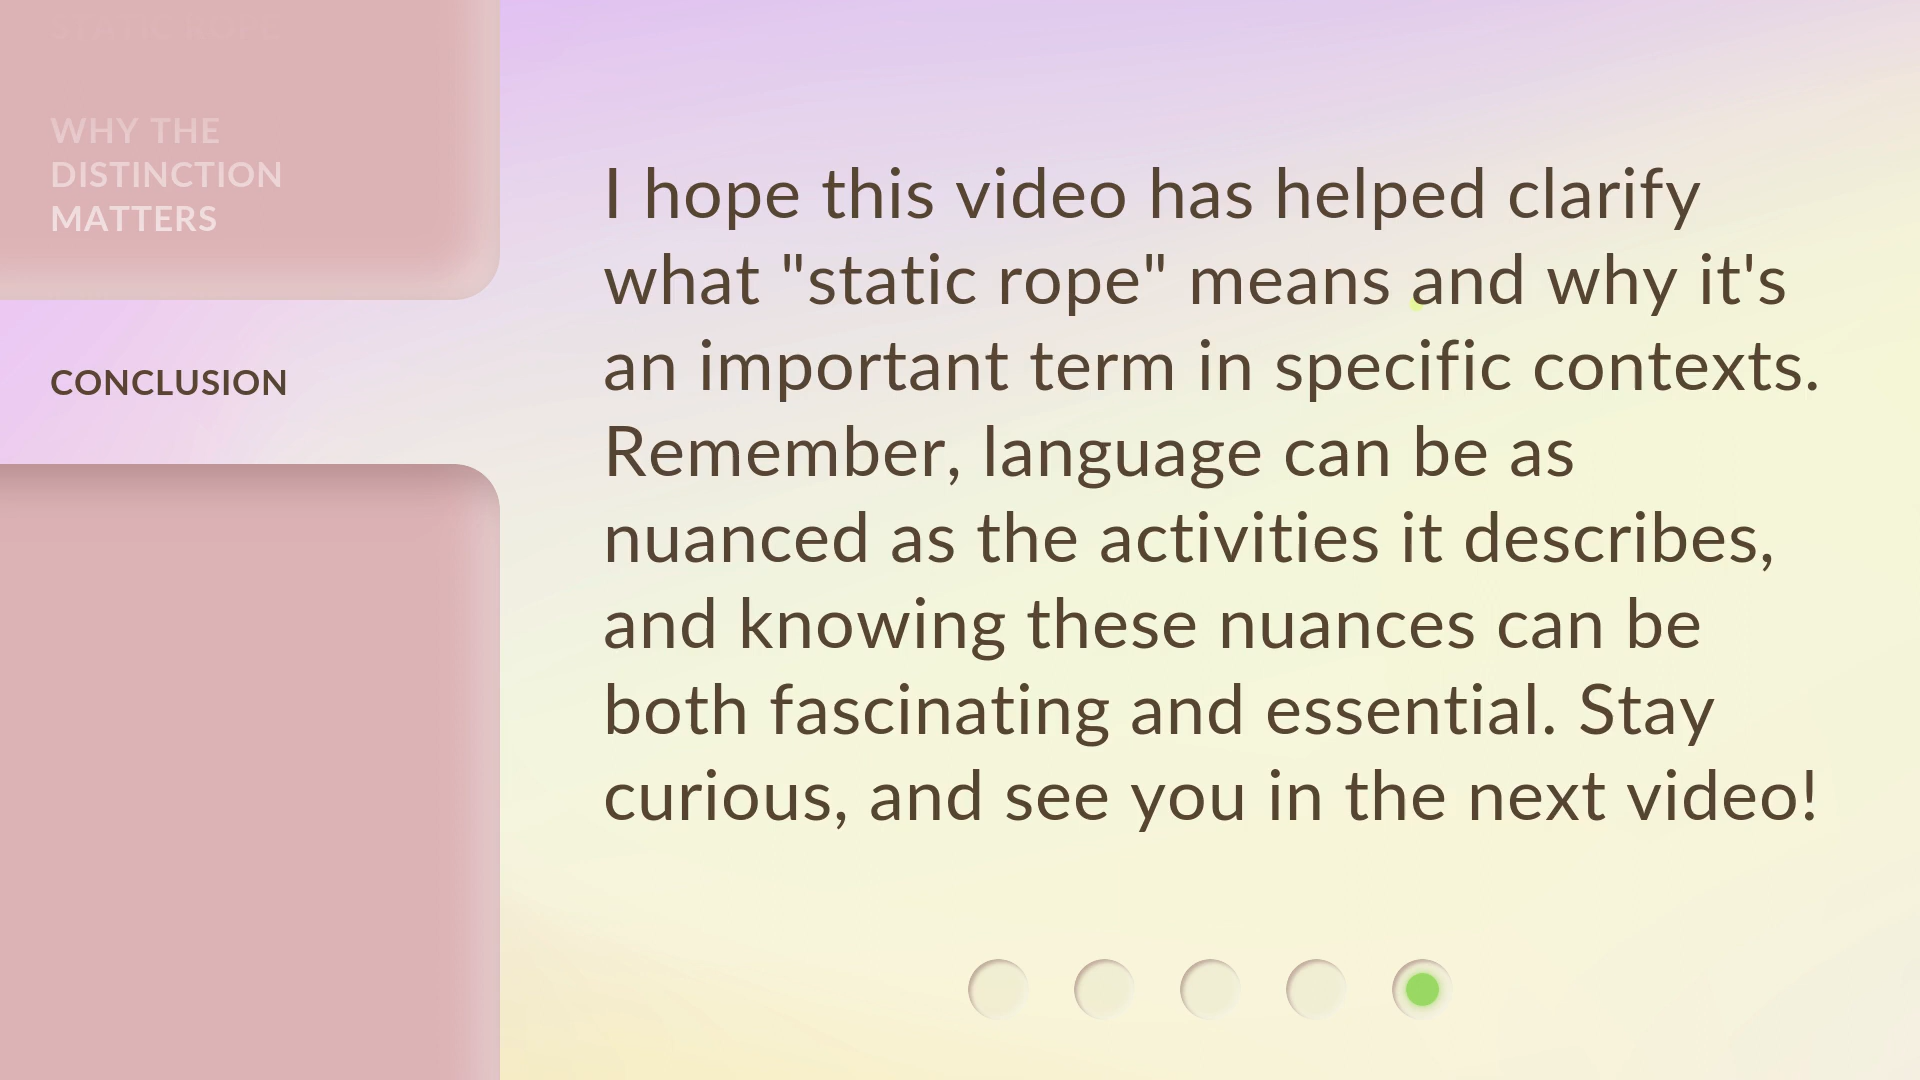 STATIC ROPE
WHY THE
DISTINCTION
MATTERS
CONCLUSION
I hope this video has helped clarify
what "static rope" means and why it's
an important term in specific contexts.
Remember, language can be as
nuanced as the activities it describes,
and knowing these nuances can be
both fascinating and essential. Stay
curious, and see you in the next video!